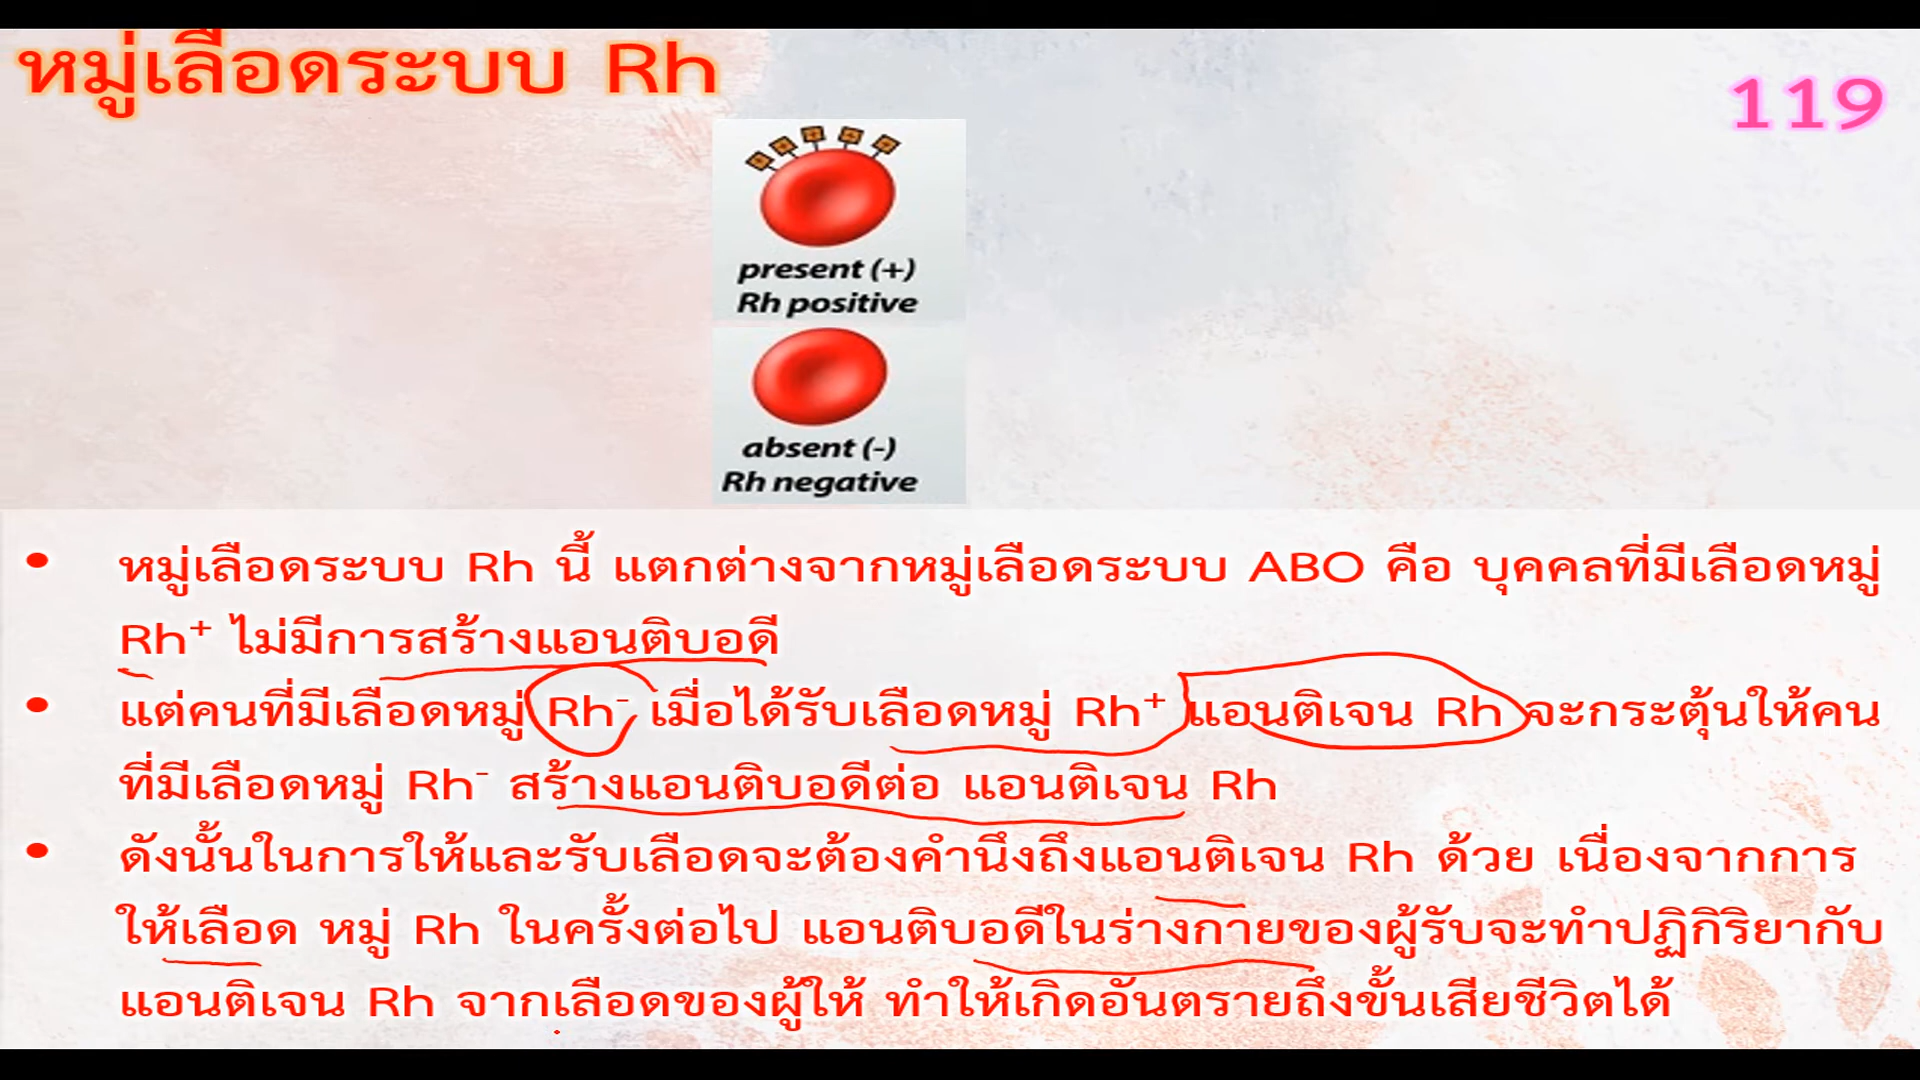 หมู่เลือดระบบ Rh
119
present (+)
Rh positive
absent (-)
Rh negative
• หมู่เลือดระบบ Rh นี้ แตกต่างจากหมู่เลือดระบบ ABO คือ บุคคลที่มีเลือดหมู่
Rh⁺ ไม่มีการสร้างแอนติบอดี
• แต่คนที่มีเลือดหมู่ Rh⁻ เมื่อได้รับเลือดหมู่ Rh⁺ แอนติเจน Rh จะกระตุ้นให้คน
ที่มีเลือดหมู่ Rh⁻ สร้างแอนติบอดีต่อ แอนติเจน Rh
• ดังนั้นในการให้และรับเลือดจะต้องคำนึงถึงแอนติเจน Rh ด้วย เนื่องจากการ
ให้เลือด หมู่ Rh ในครั้งต่อไป แอนติบอดีในร่างกายของผู้รับจะทำปฏิกิริยากับ
แอนติเจน Rh จากเลือดของผู้ให้ ทำให้เกิดอันตรายถึงขั้นเสียชีวิตได้